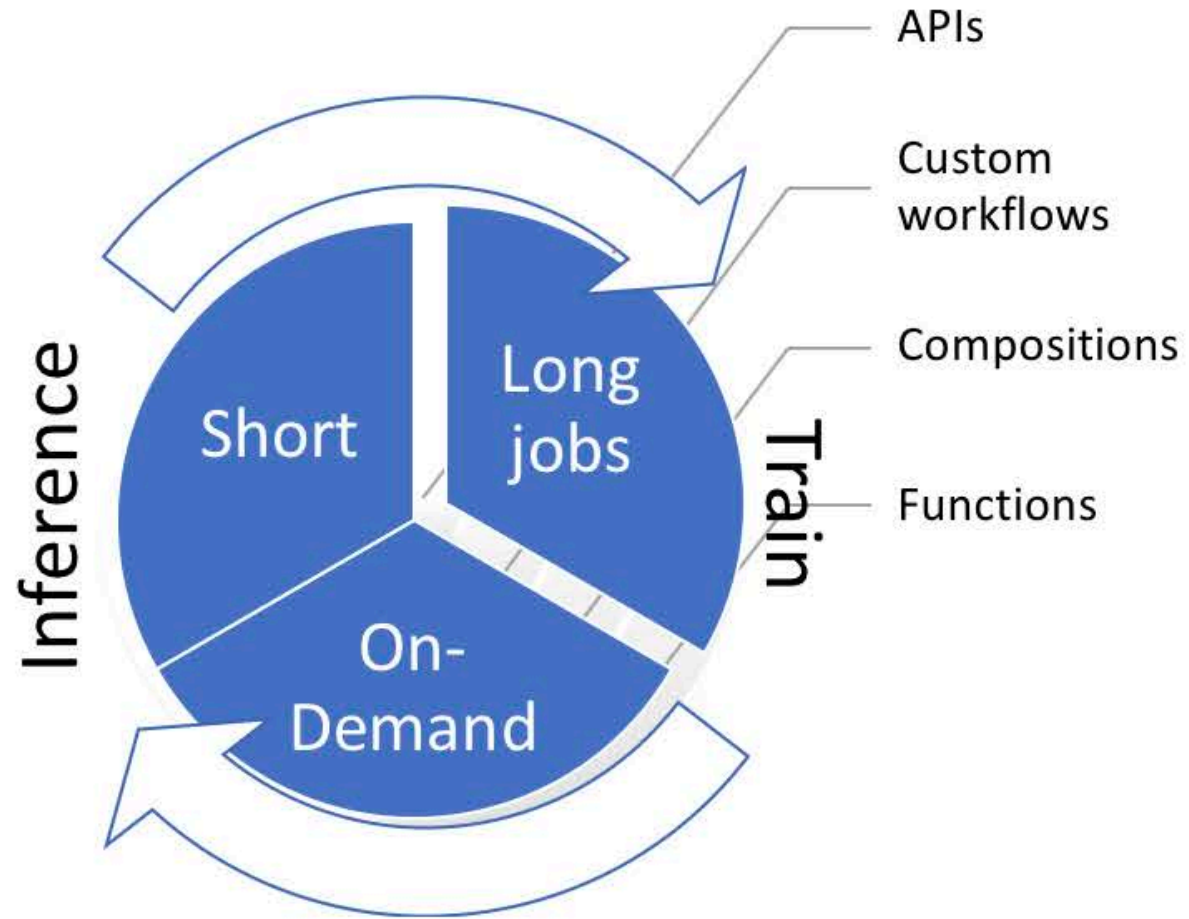 APIs
Custom
workflows
Compositions
Functions
Inference
Short
Long
jobs
Train
On-
Demand